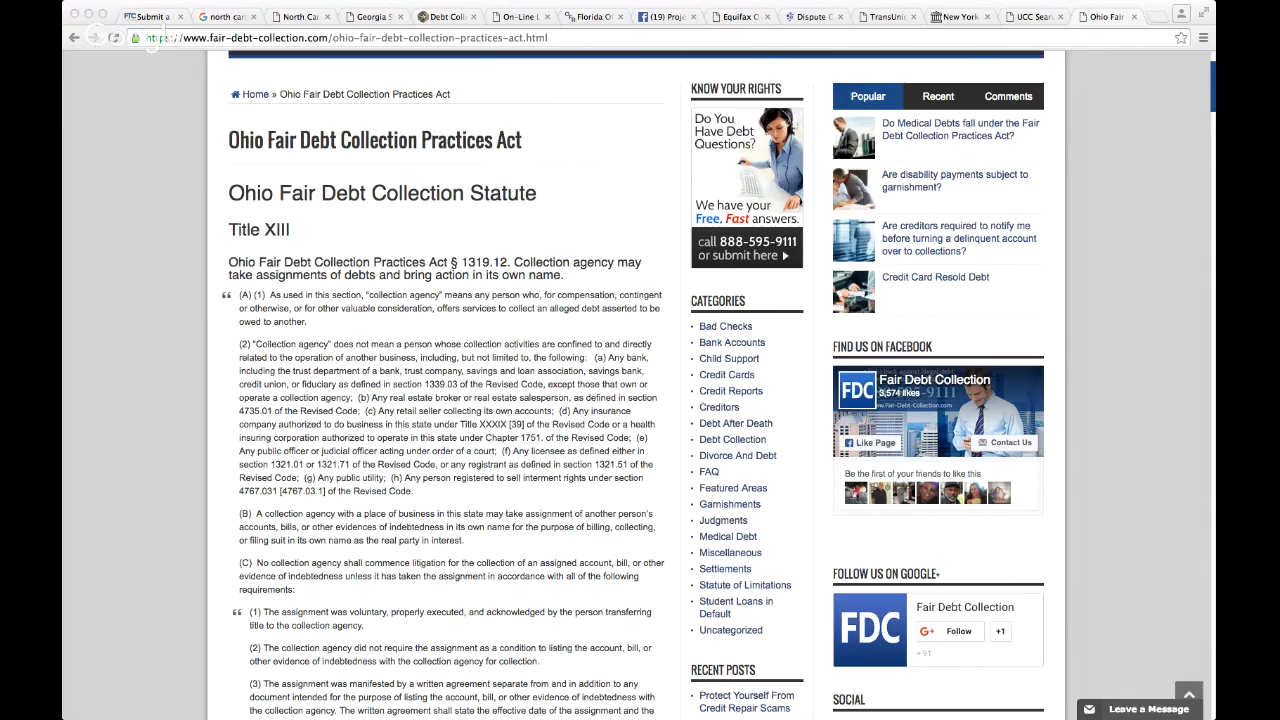 Submit a
north car
North Car
Georgia S
Debt Coll
On-Line L
Florida O
(19) Proje
Equifax C
Dispute C
TransUnic
New York
UCC Sear
Ohio Fair
https://www.fair-debt-collection.com/ohio-fair-debt-collection-practices-act.html
Home » Ohio Fair Debt Collection Practices Act
Ohio Fair Debt Collection Practices Act
Ohio Fair Debt Collection Statute
Title XIII
Ohio Fair Debt Collection Practices Act § 1319.12. Collection agency may
take assignments of debts and bring action in its own name.
(A) (1) As used in this section, "collection agency" means any person who, for compensation, contingent
or otherwise, or for other valuable consideration, offers services to collect an alleged debt asserted to be
owed to another.
(2) "Collection agency" does not mean a person whose collection activities are confined to and directly
related to the operation of another business, including, but not limited to, the following: (a) Any bank,
including the trust department of a bank, trust company, savings and loan association, savings bank,
credit union, or fiduciary as defined in section 1339.03 of the Revised Code, except those that own or
operate a collection agency; (b) Any real estate broker or real estate salesperson, as defined in section
4735.01 of the Revised Code; (c) Any retail seller collecting its own accounts; (d) Any insurance
company authorized to do business in this state under Title XXXIX [39] of the Revised Code or a health
insuring corporation authorized to operate in this state under Chapter 1751. of the Revised Code; (e)
Any public officer or judicial officer acting under order of a court; (f) Any licensee as defined either in
section 1321.01 or 1321.71 of the Revised Code, or any registrant as defined in section 1321.51 of the
Revised Code; (g) Any public utility; (h) Any person registered to sell interment rights under section
4767.031 [4767.03.1] of the Revised Code.
(B) A collection agency with a place of business in this state may take assignment of another person's
accounts, bills, or other evidences of indebtedness in its own name for the purpose of billing, collecting,
or filing suit in its own name as the real party in interest.
(C) No collection agency shall commence litigation for the collection of an assigned account, bill, or other
evidence of indebtedness unless it has taken the assignment in accordance with all of the following
requirements:
(1) The assignment was voluntary, properly executed, and acknowledged by the person transferring
title to the collection agency.
(2) The collection agency did not require the assignment as a condition to listing the account, bill, or
other evidence of indebtedness with the collection agency for collection.
(3) The assignment was manifested by a written agreement separate from and in addition to any
document intended for the purpose of listing the account, bill, or other evidence of indebtedness with
the collection agency. The written agreement shall state the effective date of the assignment and the
KNOW YOUR RIGHTS
Do You
Have Debt
Questions?
We have your
Free, Fast answers.
call 888-595-9111
or submit here
CATEGORIES
Bad Checks
Bank Accounts
Child Support
Credit Cards
Credit Reports
Creditors
Debt After Death
Debt Collection
Divorce And Debt
FAQ
Featured Areas
Garnishments
Judgments
Medical Debt
Miscellaneous
Settlements
Statute of Limitations
Student Loans in
Default
Uncategorized
RECENT POSTS
Protect Yourself From
Credit Repair Scams
Popular
Recent
Comments
Do Medical Debts fall under the Fair
Debt Collection Practices Act?
Are disability payments subject to
garnishment?
Are creditors required to notify me
before turning a delinquent account
over to collections?
Credit Card Resold Debt
FIND US ON FACEBOOK
FDC
Fair Debt Collection
3,574 likes
Like Page
Contact Us
Be the first of your friends to like this
FOLLOW US ON GOOGLE+
FDC
Fair Debt Collection
G+ Follow
+1
+ 91
SOCIAL
Leave a Message